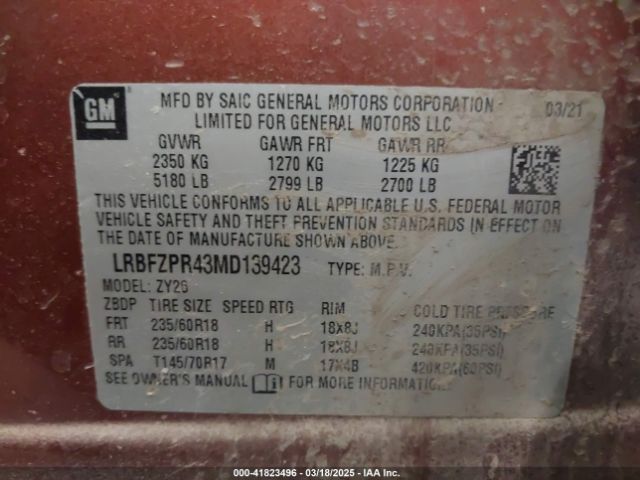 GM
MFD BY SAIC GENERAL MOTORS CORPORATION 03/21
LIMITED FOR GENERAL MOTORS LLC
GVWR GAWR FRT GAWR RR
2350 KG 1270 KG 1225 KG
5180 LB 2799 LB 2700 LB
THIS VEHICLE CONFORMS TO ALL APPLICABLE U.S. FEDERAL MOTOR
VEHICLE SAFETY AND THEFT PREVENTION STANDARDS IN EFFECT ON
THE DATE OF MANUFACTURE SHOWN ABOVE.
LRBFZPR43MD139423 TYPE: M.P.V.
MODEL: ZY26
ZBDP TIRE SIZE SPEED RTG RIM COLD TIRE PRESSURE
FRT 235/60R18 H 18X8J 240KPA(35PSI)
RR 235/60R18 H 18X8J 240KPA(35PSI)
SPA T145/70R17 M 17X4B 420KPA(60PSI)
SEE OWNER'S MANUAL FOR MORE INFORMATION
000-41823496 — 03/18/2025 — IAA Inc.